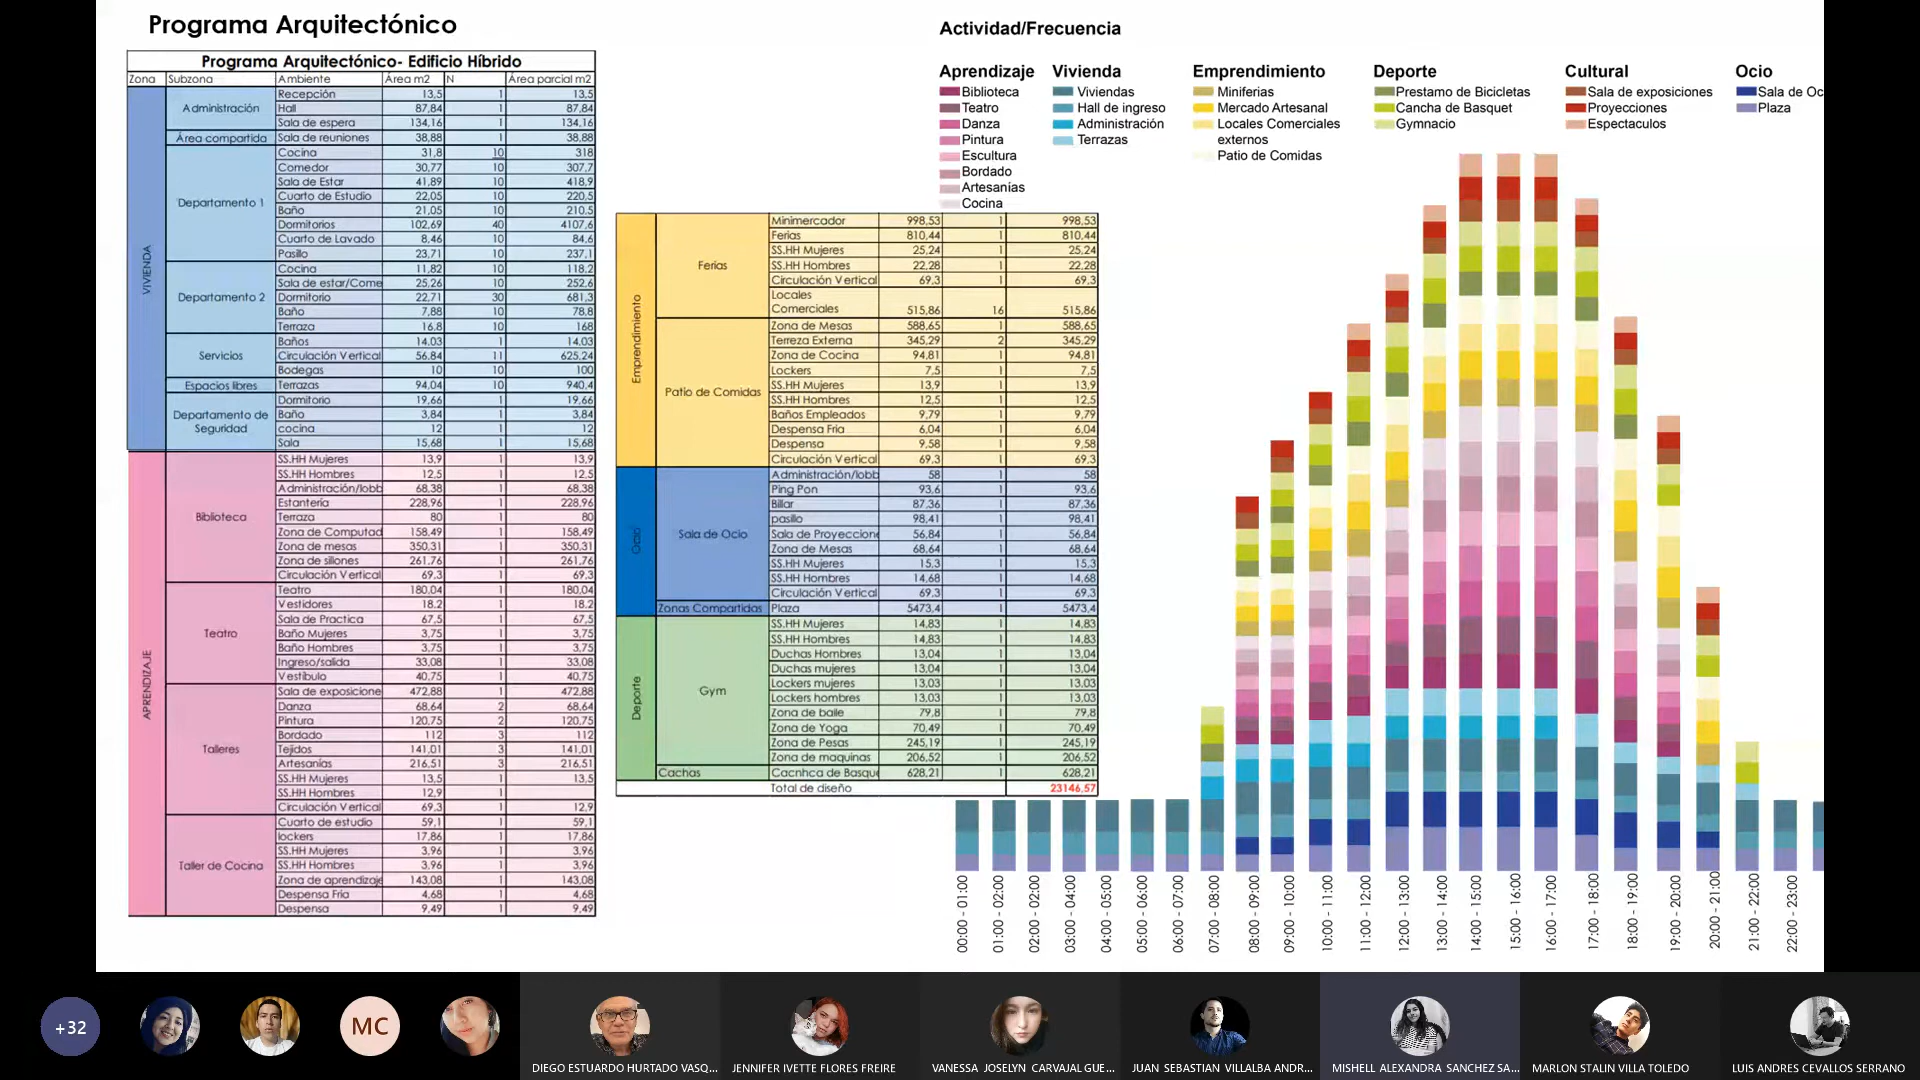 Programa Arquitectónico
Programa Arquitectónico- Edificio Híbrido
Zona Subzona Ambiente Área m2 N Área parcial m2
VIVIENDA
Administración
Recepción 13,5 1 13,5
Hall 87,84 1 87,84
Sala de espera 134,16 1 134,16
Área compartida Sala de reuniones 38,88 1 38,88
Departamento 1
Cocina 31,8 10 318
Comedor 30,77 10 307,7
Sala de Estar 41,89 10 418,9
Cuarto de Estudio 22,05 10 220,5
Baño 21,05 10 210,5
Dormitorios 102,69 40 4107,6
Cuarto de Lavado 8,46 10 84,6
Pasillo 23,71 10 237,1
Departamento 2
Cocina 11,82 10 118,2
Sala de estar/Come 25,26 10 252,6
Dormitorio 22,71 30 681,3
Baño 7,88 10 78,8
Terraza 16,8 10 168
Servicios
Baños 14,03 1 14,03
Circulación Vertical 56,84 11 625,24
Bodegas 10 10 100
Espacios libres Terrazas 94,04 10 940,4
Departamento de
Seguridad
Dormitorio 19,66 1 19,66
Baño 3,84 1 3,84
cocina 12 1 12
Sala 15,68 1 15,68
APRENDIZAJE
Biblioteca
SS.HH Mujeres 13,9 1 13,9
SS.HH Hombres 12,5 1 12,5
Administración/lobb 68,38 1 68,38
Estantería 228,96 1 228,96
Terraza 80 1 80
Zona de Computad 158,49 1 158,49
Zona de mesas 350,31 1 350,31
Zona de sillones 261,76 1 261,76
Circulación Vertical 69,3 1 69,3
Teatro
Teatro 180,04 1 180,04
Vestidores 18,2 1 18,2
Sala de Practica 67,5 1 67,5
Baño Mujeres 3,75 1 3,75
Baño Hombres 3,75 1 3,75
Ingreso/salida 33,08 1 33,08
Vestíbulo 40,75 1 40,75
Talleres
Sala de exposicione 472,88 1 472,88
Danza 68,64 2 68,64
Pintura 120,75 2 120,75
Bordado 112 3 112
Tejidos 141,01 3 141,01
Artesanías 216,51 3 216,51
SS.HH Mujeres 13,5 1 13,5
SS.HH Hombres 12,9 1
Circulación Vertical 69,3 1 12,9
Taller de Cocina
Cuarto de estudio 59,1 1 59,1
lockers 17,86 1 17,86
SS.HH Mujeres 3,96 1 3,96
SS.HH Hombres 3,96 1 3,96
Zona de aprendizaje 143,08 1 143,08
Despensa Fria 4,68 1 4,68
Despensa 9,49 1 9,49
Emprendimiento
Ferias
Minimercador 998,53 1 998,53
Ferias 810,44 1 810,44
SS.HH Mujeres 25,24 1 25,24
SS.HH Hombres 22,28 1 22,28
Circulación Vertical 69,3 1 69,3
Locales
Comerciales 515,86 16 515,86
Patio de Comidas
Zona de Mesas 588,65 1 588,65
Terreza Externa 345,29 2 345,29
Zona de Cocina 94,81 1 94,81
Lockers 7,5 1 7,5
SS.HH Mujeres 13,9 1 13,9
SS.HH Hombres 12,5 1 12,5
Baños Empleados 9,79 1 9,79
Despensa Fria 6,04 1 6,04
Despensa 9,58 1 9,58
Circulación Vertical 69,3 1 69,3
Ocio
Sala de Ocio
Administración/lobb 58 1 58
Ping Pon 93,6 1 93,6
Billar 87,36 1 87,36
pasillo 98,41 1 98,41
Sala de Proyeccione 56,84 1 56,84
Zona de Mesas 68,64 1 68,64
SS.HH Mujeres 15,3 1 15,3
SS.HH Hombres 14,68 1 14,68
Circulación Vertical 69,3 1 69,3
Zonas Compartidas Plaza 5473,4 1 5473,4
Deporte
Gym
SS.HH Mujeres 14,83 1 14,83
SS.HH Hombres 14,83 1 14,83
Duchas Hombres 13,04 1 13,04
Duchas mujeres 13,04 1 13,04
Lockers mujeres 13,03 1 13,03
Lockers hombres 13,03 1 13,03
Zona de baile 79,8 1 79,8
Zona de Yoga 70,49 1 70,49
Zona de Pesas 245,19 1 245,19
Zona de maquinas 206,52 1 206,52
Cachas Cacnhca de Basqu 628,21 1 628,21
Total de diseño 23146,57
Actividad/Frecuencia
Aprendizaje
Biblioteca
Teatro
Danza
Pintura
Escultura
Bordado
Artesanías
Cocina
Vivienda
Viviendas
Hall de ingreso
Administración
Terrazas
Emprendimiento
Miniferias
Mercado Artesanal
Locales Comerciales
externos
Patio de Comidas
Deporte
Prestamo de Bicicletas
Cancha de Basquet
Gymnacio
Cultural
Sala de exposiciones
Proyecciones
Espectaculos
Ocio
Sala de Oc
Plaza
00:00 - 01:00
01:00 - 02:00
02:00 - 02:00
03:00 - 04:00
04:00 - 05:00
05:00 - 06:00
06:00 - 07:00
07:00 - 08:00
08:00 - 09:00
09:00 - 10:00
10:00 - 11:00
11:00 - 12:00
12:00 - 13:00
13:00 - 14:00
14:00 - 15:00
15:00 - 16:00
16:00 - 17:00
17:00 - 18:00
18:00 - 19:00
19:00 - 20:00
20:00 - 21:00
21:00 - 22:00
22:00 - 23:00
+32
MC
DIEGO ESTUARDO HURTADO VASQ...
JENNIFER IVETTE FLORES FREIRE
VANESSA JOSELYN CARVAJAL GUE...
JUAN SEBASTIAN VILLALBA ANDR...
MISHELL ALEXANDRA SANCHEZ SA...
MARLON STALIN VILLA TOLEDO
LUIS ANDRES CEVALLOS SERRANO